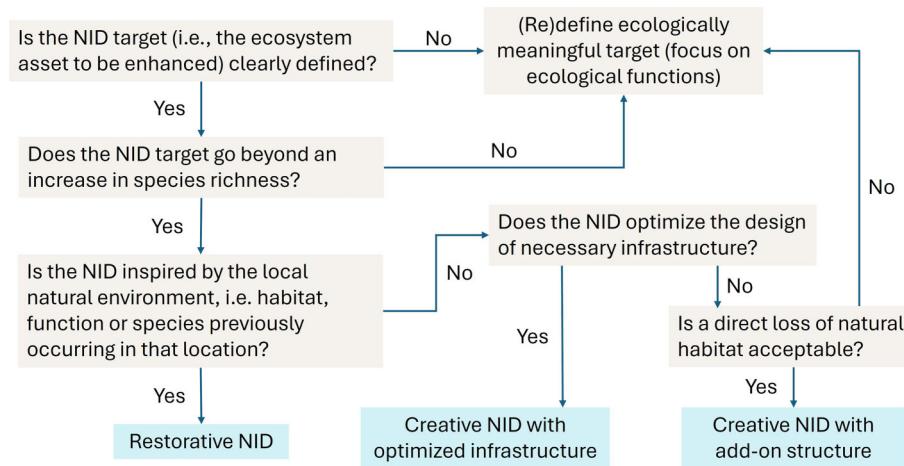 Is the NID target (i.e., the ecosystem
asset to be enhanced) clearly defined?
No
(Re)define ecologically
meaningful target (focus on
ecological functions)
Yes
Does the NID target go beyond an
increase in species richness?
No
No
Yes
Does the NID optimize the design
of necessary infrastructure?
Is the NID inspired by the local
natural environment, i.e. habitat,
function or species previously
occurring in that location?
No
No
Yes
Is a direct loss of natural
habitat acceptable?
Yes
Yes
Restorative NID
Creative NID with
optimized infrastructure
Creative NID with
add-on structure